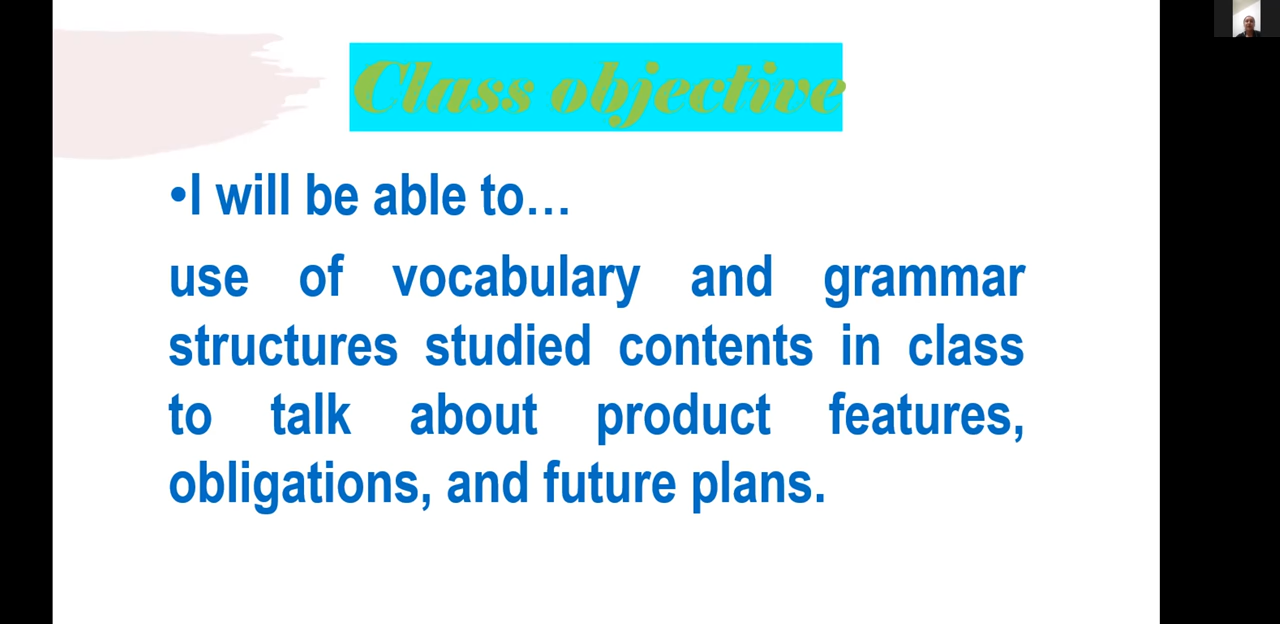 Class objective
•I will be able to…
use of vocabulary and grammar
structures studied contents in class
to talk about product features,
obligations, and future plans.